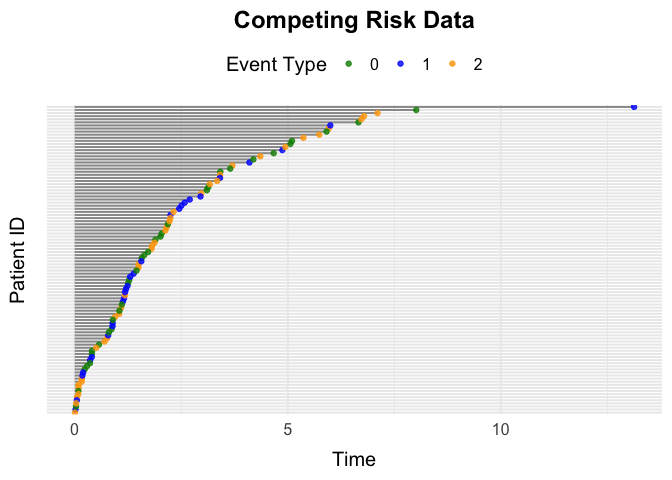 Competing Risk Data
Event Type 0 1 2
Patient ID
0 5 10
Time